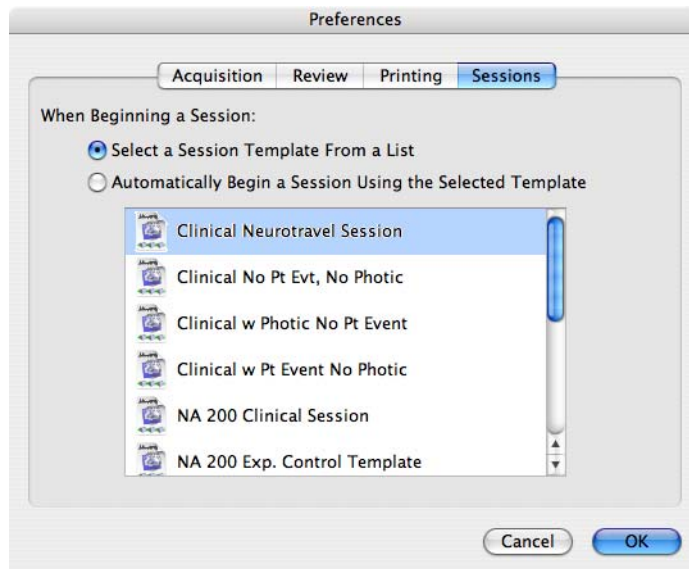 Preferences
Acquisition Review Printing Sessions
When Beginning a Session:
Select a Session Template From a List
Automatically Begin a Session Using the Selected Template
Clinical Neurotravel Session
Clinical No Pt Evt, No Photic
Clinical w Photic No Pt Event
Clinical w Pt Event No Photic
NA 200 Clinical Session
NA 200 Exp. Control Template
Cancel OK